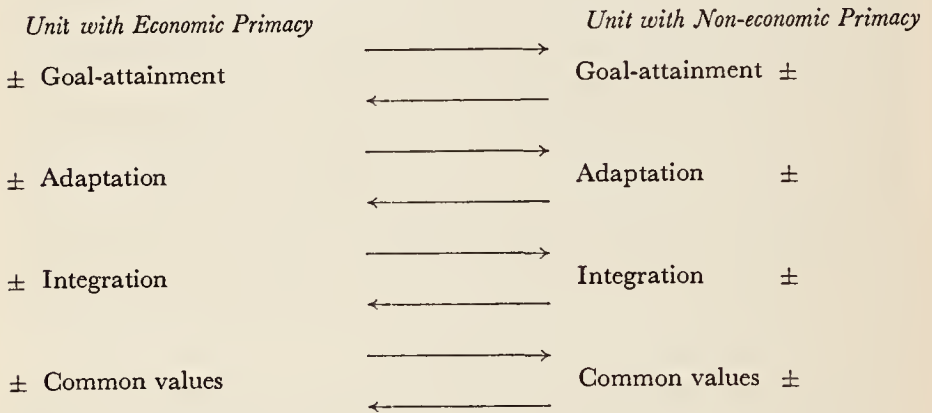 Unit with Economic Primacy Unit with Non-economic Primacy
± Goal-attainment Goal-attainment ±
± Adaptation Adaptation ±
± Integration Integration ±
± Common values Common values ±